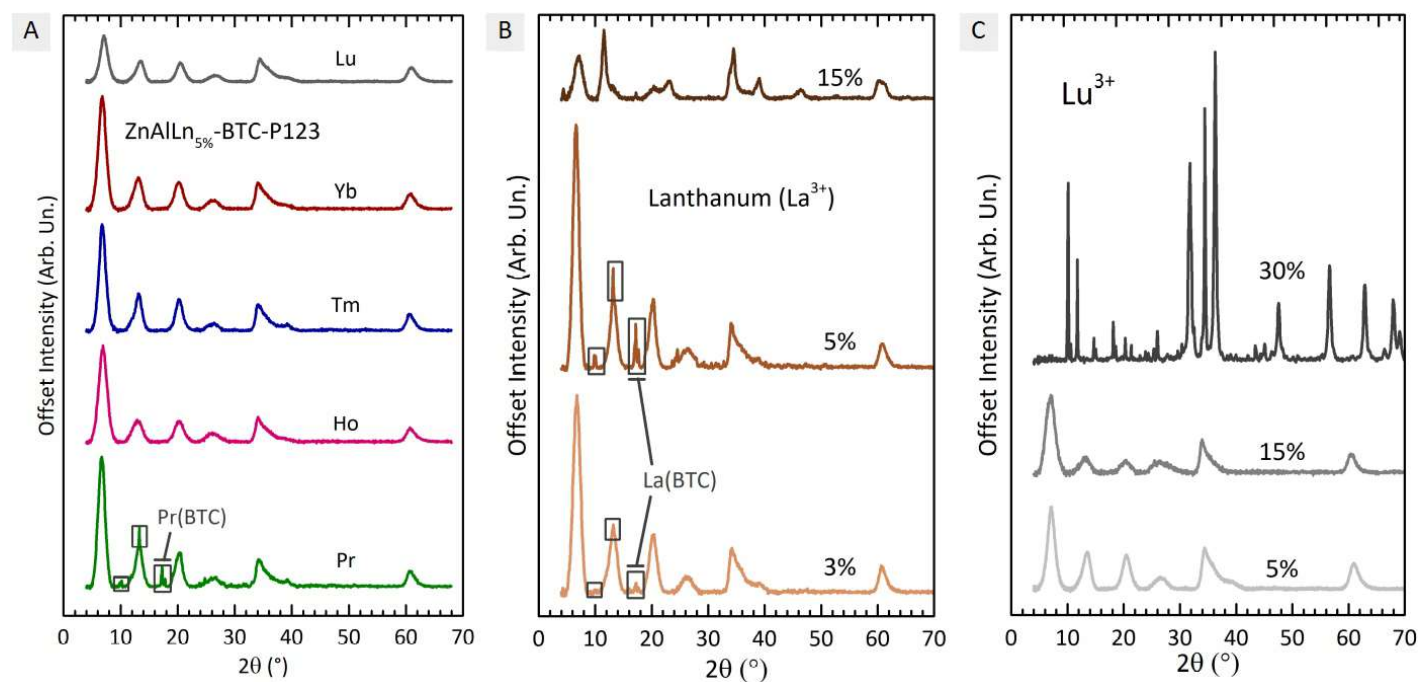 A
Lu
ZnAlLn5%-BTC-P123
Yb
Tm
Ho
Pr(BTC)
Pr
Offset Intensity (Arb. Un.)
0 10 20 30 40 50 60 70
2θ (°)
B
15%
Lanthanum (La3+)
5%
La(BTC)
3%
Offset Intensity (Arb. Un.)
0 10 20 30 40 50 60 70
2θ (°)
C
Lu3+
30%
15%
5%
Offset Intensity (Arb. Un.)
0 10 20 30 40 50 60 70
2θ (°)